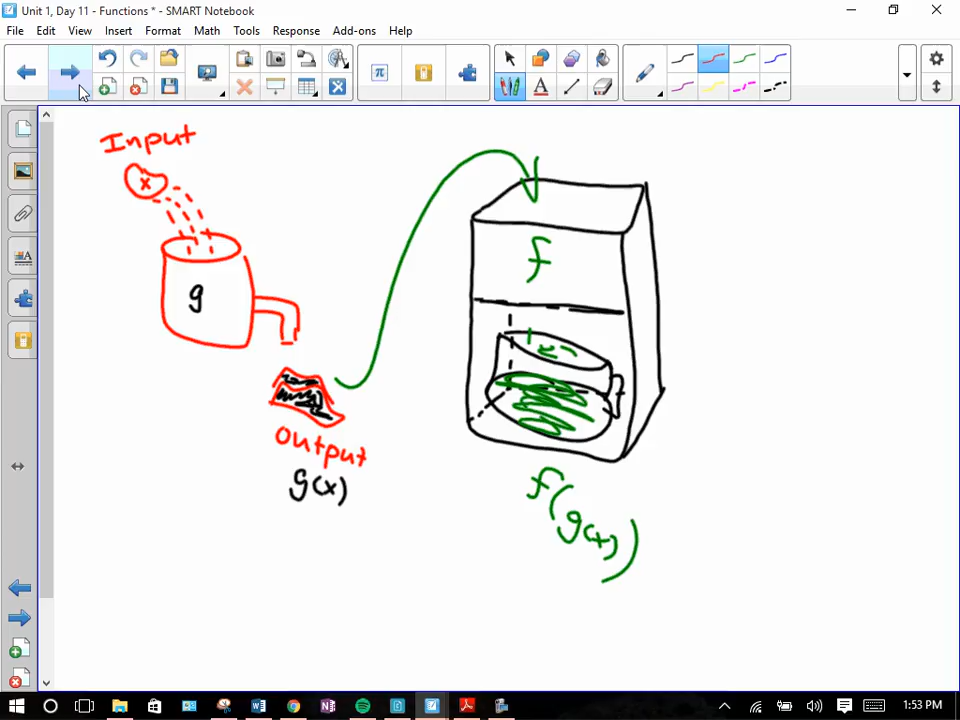 Unit 1, Day 11 - Functions * - SMART Notebook
File Edit View Insert Format Math Tools Response Add-ons Help
Input
x
g
f
Output
g(x)
f(g(x))
1:53 PM